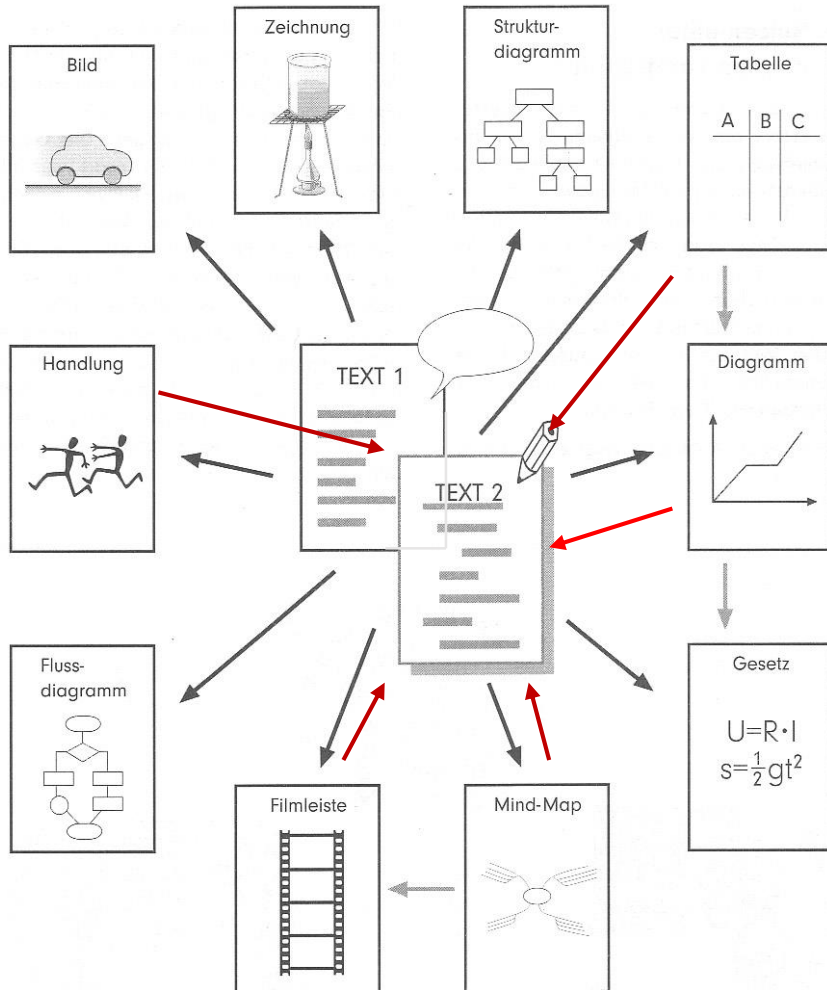 Bild
Zeichnung
Struktur-
diagramm
Tabelle
A B C
Handlung
TEXT 1
TEXT 2
Diagramm
Fluss-
diagramm
Filmleiste
Mind-Map
Gesetz
U=R·I
s=½gt²